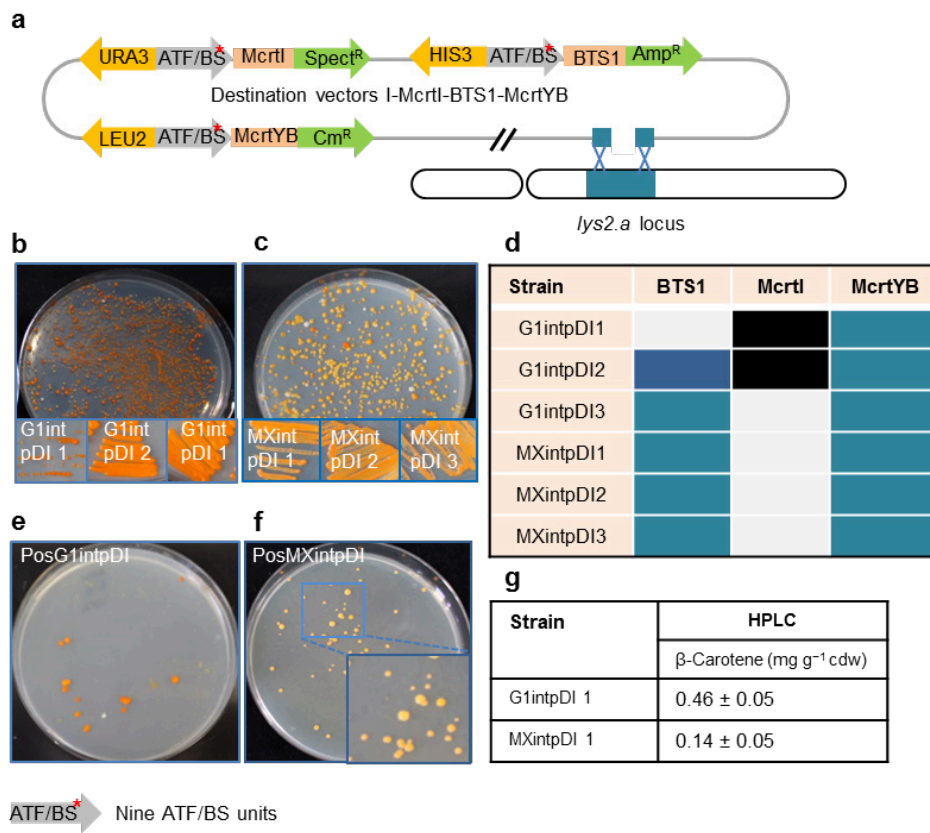 a
URA3 ATF/BS* McrtI Spect^R HIS3 ATF/BS* BTS1 Amp^R
Destination vectors I-McrtI-BTS1-McrtYB
LEU2 ATF/BS* McrtYB Cm^R
lys2.a locus
b
c
G1int pDI 1
G1int pDI 2
G1int pDI 1
MXint pDI 1
MXint pDI 2
MXint pDI 3
d
Strain BTS1 McrtI McrtYB
G1intpDI1
G1intpDI2
G1intpDI3
MXintpDI1
MXintpDI2
MXintpDI3
e
PosG1intpDI
f
PosMXintpDI
g
Strain HPLC
β-Carotene (mg g⁻¹ cdw)
G1intpDI 1 0.46 ± 0.05
MXintpDI 1 0.14 ± 0.05
ATF/BS* Nine ATF/BS units